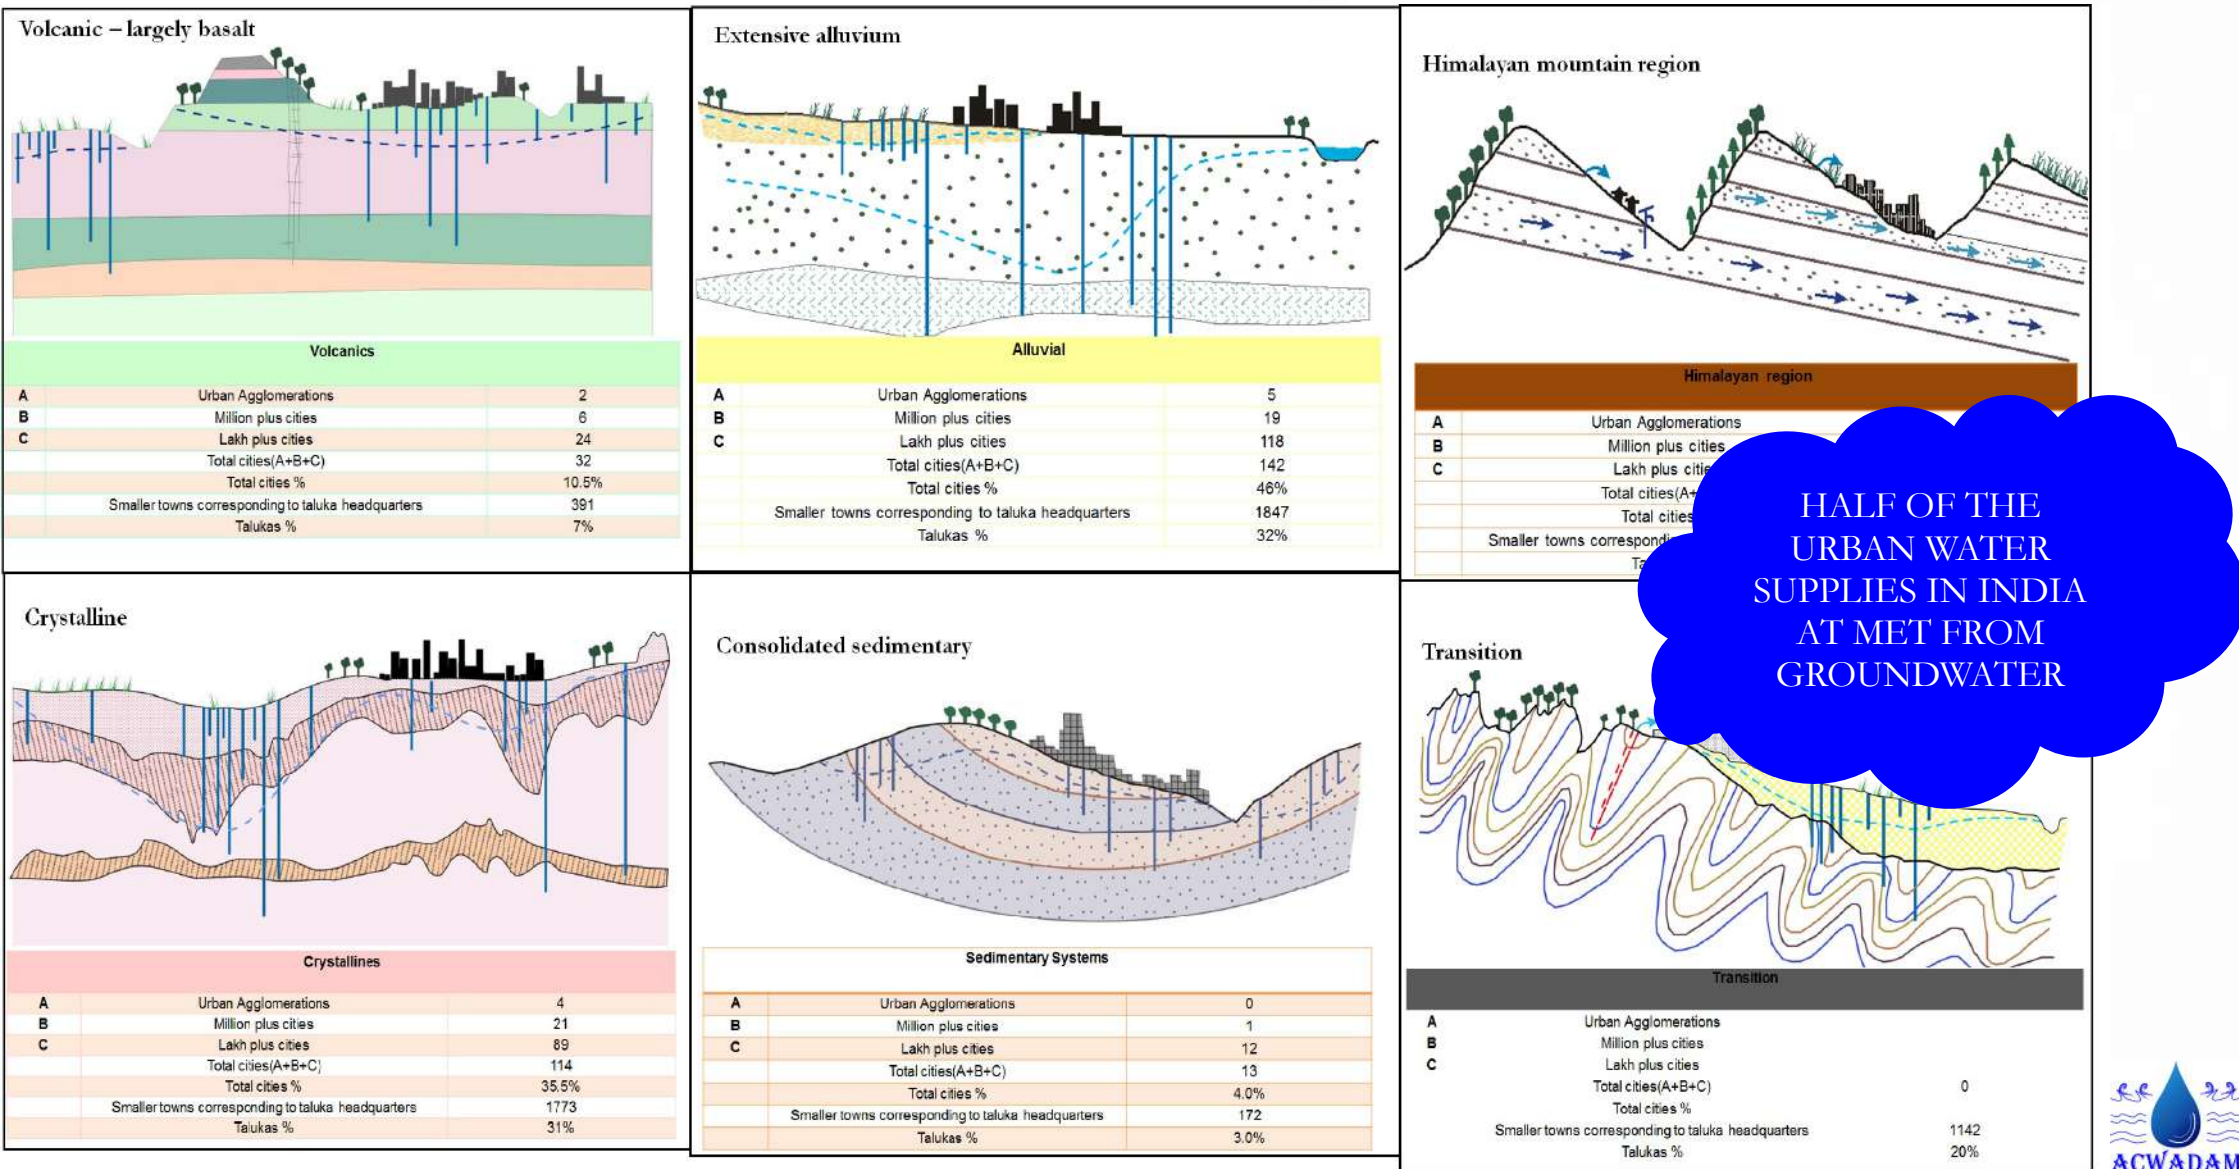 Volcanic – largely basalt
Volcanics
A Urban Agglomerations 2
B Million plus cities 6
C Lakh plus cities 24
Total cities(A+B+C) 32
Total cities % 10.5%
Smaller towns corresponding to taluka headquarters 391
Talukas % 7%
Extensive alluvium
Alluvial
A Urban Agglomerations 5
B Million plus cities 19
C Lakh plus cities 118
Total cities(A+B+C) 142
Total cities % 46%
Smaller towns corresponding to taluka headquarters 1847
Talukas % 32%
Himalayan mountain region
Himalayan region
A Urban Agglomerations
B Million plus cities
C Lakh plus
Total
Total cities
Smaller towns
HALF OF THE
URBAN WATER
SUPPLIES IN INDIA
AT MET FROM
GROUNDWATER
Crystalline
Crystallines
A Urban Agglomerations 4
B Million plus cities 21
C Lakh plus cities 89
Total cities(A+B+C) 114
Total cities % 35.5%
Smaller towns corresponding to taluka headquarters 1773
Talukas % 31%
Consolidated sedimentary
Sedimentary Systems
A Urban Agglomerations 0
B Million plus cities 1
C Lakh plus cities 12
Total cities(A+B+C) 13
Total cities % 4.0%
Smaller towns corresponding to taluka headquarters 172
Talukas % 3.0%
Transition
Transition
A Urban Agglomerations
B Million plus cities
C Lakh plus cities
Total cities(A+B+C) 0
Total cities %
Smaller towns corresponding to taluka headquarters 1142
Talukas % 20%
ACWADAM